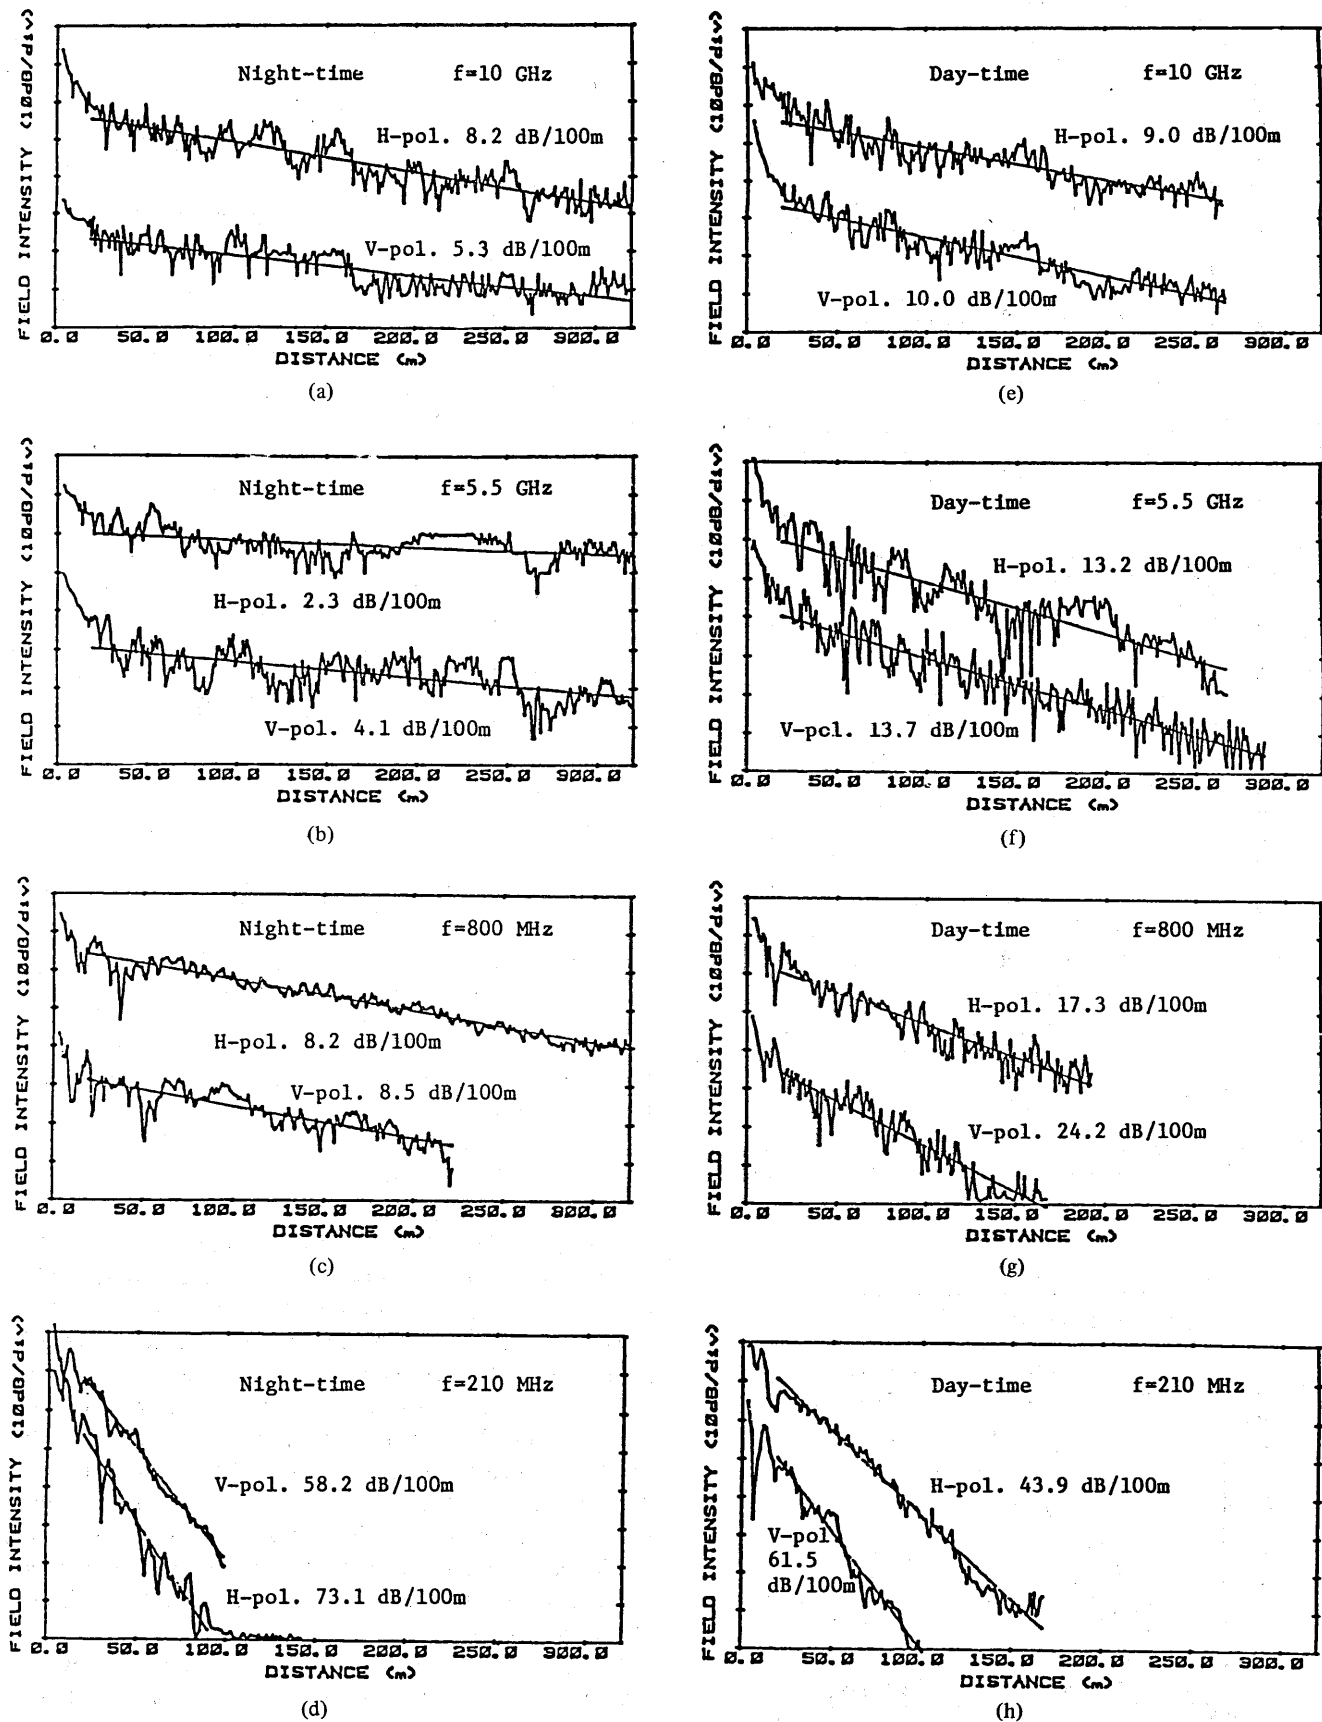 FIELD INTENSITY (10dB/div)
Night-time f=10 GHz
H-pol. 8.2 dB/100m
V-pol. 5.3 dB/100m
0.0 50.0 100.0 150.0 200.0 250.0 300.0
DISTANCE (m)
(a)
FIELD INTENSITY (10dB/div)
Day-time f=10 GHz
H-pol. 9.0 dB/100m
V-pol. 10.0 dB/100m
0.0 50.0 100.0 150.0 200.0 250.0 300.0
DISTANCE (m)
(e)
FIELD INTENSITY (10dB/div)
Night-time f=5.5 GHz
H-pol. 2.3 dB/100m
V-pol. 4.1 dB/100m
0.0 50.0 100.0 150.0 200.0 250.0 300.0
DISTANCE (m)
(b)
FIELD INTENSITY (10dB/div)
Day-time f=5.5 GHz
H-pol. 13.2 dB/100m
V-pol. 13.7 dB/100m
0.0 50.0 100.0 150.0 200.0 250.0 300.0
DISTANCE (m)
(f)
FIELD INTENSITY (10dB/div)
Night-time f=800 MHz
H-pol. 8.2 dB/100m
V-pol. 8.5 dB/100m
0.0 50.0 100.0 150.0 200.0 250.0 300.0
DISTANCE (m)
(c)
FIELD INTENSITY (10dB/div)
Day-time f=800 MHz
H-pol. 17.3 dB/100m
V-pol. 24.2 dB/100m
0.0 50.0 100.0 150.0 200.0 250.0 300.0
DISTANCE (m)
(g)
FIELD INTENSITY (10dB/div)
Night-time f=210 MHz
V-pol. 58.2 dB/100m
H-pol. 73.1 dB/100m
0.0 50.0 100.0 150.0 200.0 250.0 300.0
DISTANCE (m)
(d)
FIELD INTENSITY (10dB/div)
Day-time f=210 MHz
H-pol. 43.9 dB/100m
V-pol.
61.5
dB/100m
0.0 50.0 100.0 150.0 200.0 250.0 300.0
DISTANCE (m)
(h)